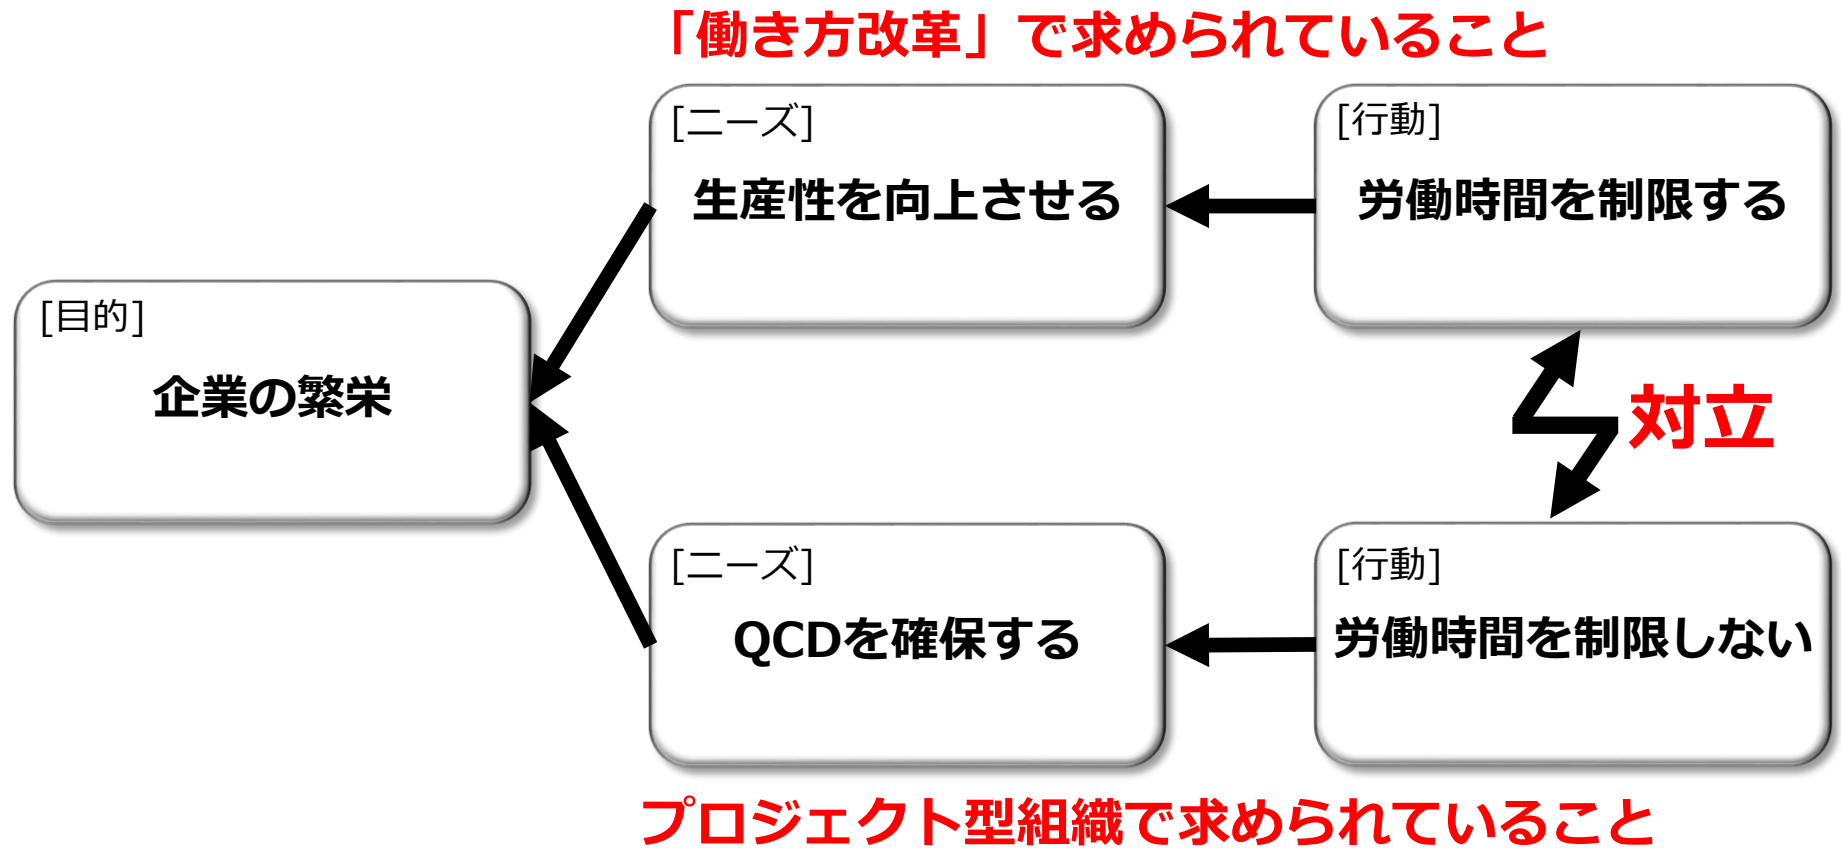 「働き方改革」で求められていること
[ニーズ]
生産性を向上させる
[行動]
労働時間を制限する
[目的]
企業の繁栄
対立
[ニーズ]
QCDを確保する
[行動]
労働時間を制限しない
プロジェクト型組織で求められていること